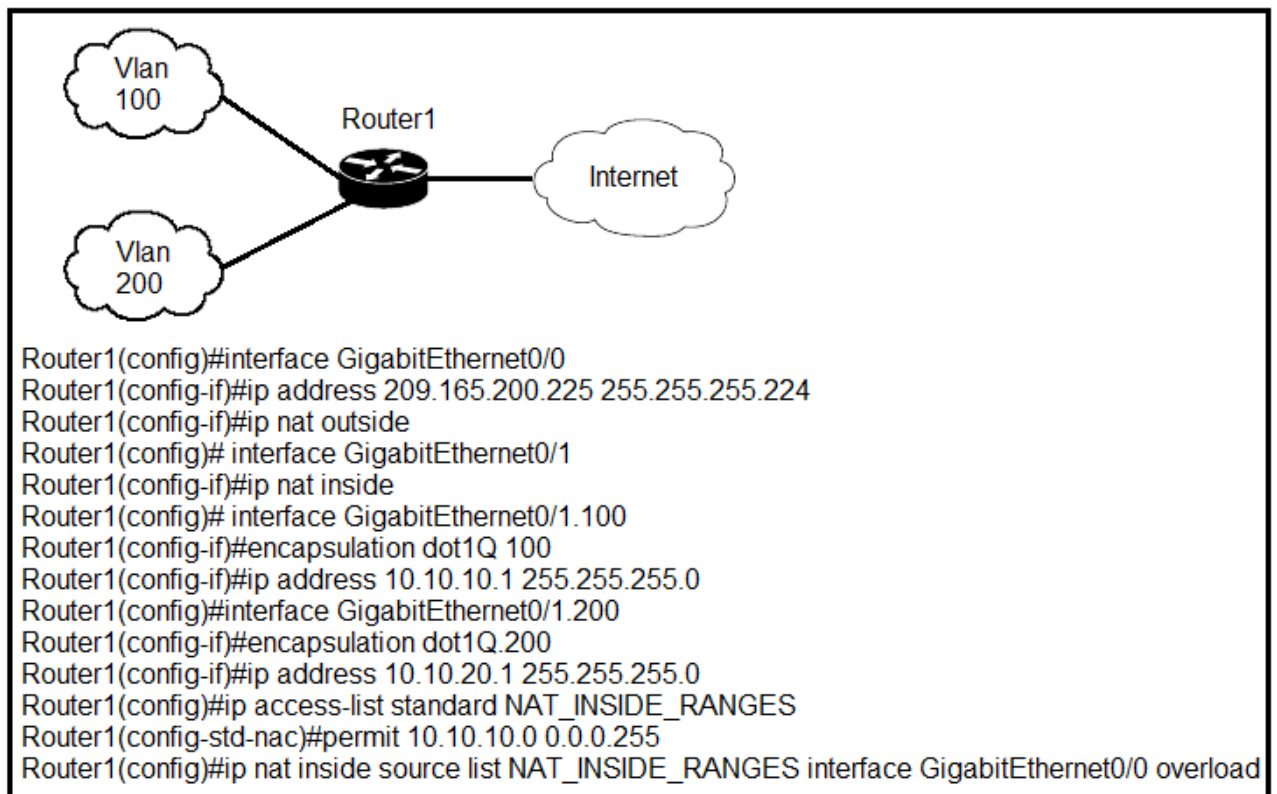 Vlan
100
Router1
Internet
Vlan
200
Router1(config)#interface GigabitEthernet0/0
Router1(config-if)#ip address 209.165.200.225 255.255.255.224
Router1(config-if)#ip nat outside
Router1(config)# interface GigabitEthernet0/1
Router1(config-if)#ip nat inside
Router1(config)# interface GigabitEthernet0/1.100
Router1(config-if)#encapsulation dot1Q 100
Router1(config-if)#ip address 10.10.10.1 255.255.255.0
Router1(config)#interface GigabitEthernet0/1.200
Router1(config-if)#encapsulation dot1Q.200
Router1(config-if)#ip address 10.10.20.1 255.255.255.0
Router1(config)#ip access-list standard NAT_INSIDE_RANGES
Router1(config-std-nac)#permit 10.10.10.0 0.0.0.255
Router1(config)#ip nat inside source list NAT_INSIDE_RANGES interface GigabitEthernet0/0 overload